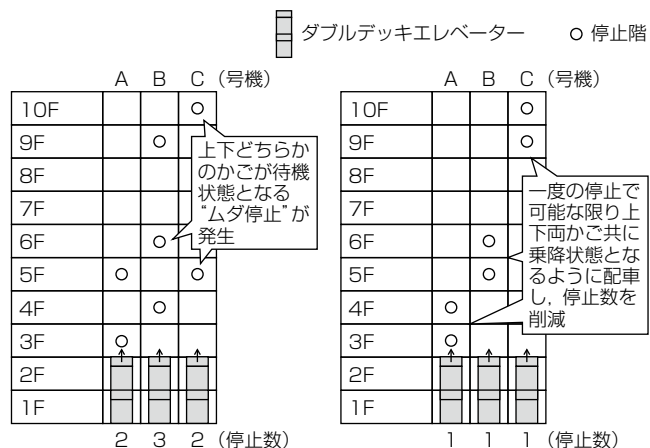 ダブルデッキエレベーター ○ 停止階
A B C (号機)
10F ○
9F ○
8F
7F
6F ○
5F ○ ○
4F ○
3F ○
2F
1F
2 3 2 (停止数)
上下どちらか
のかごが待機
状態となる
“ムダ停止”が
発生
A B C (号機)
10F ○
9F ○
8F
7F
6F ○
5F ○
4F ○
3F ○
2F
1F
1 1 1 (停止数)
一度の停止で
可能な限り上
下両かご共に
乗降状態とな
るように配車
し,停止数を
削減